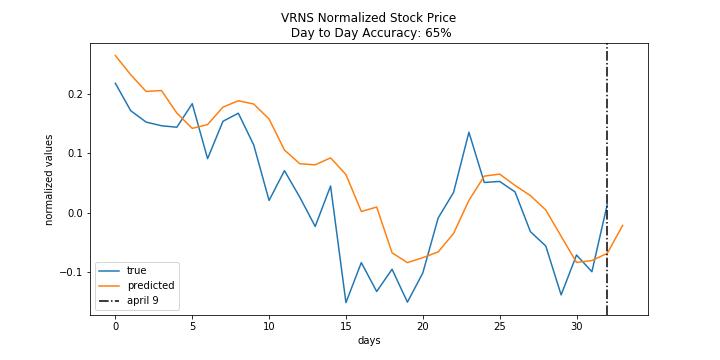 VRNS Normalized Stock Price
Day to Day Accuracy: 65%
normalized values
0.2
0.1
0.0
−0.1
true
predicted
april 9
0
5
10
15
20
25
30
days